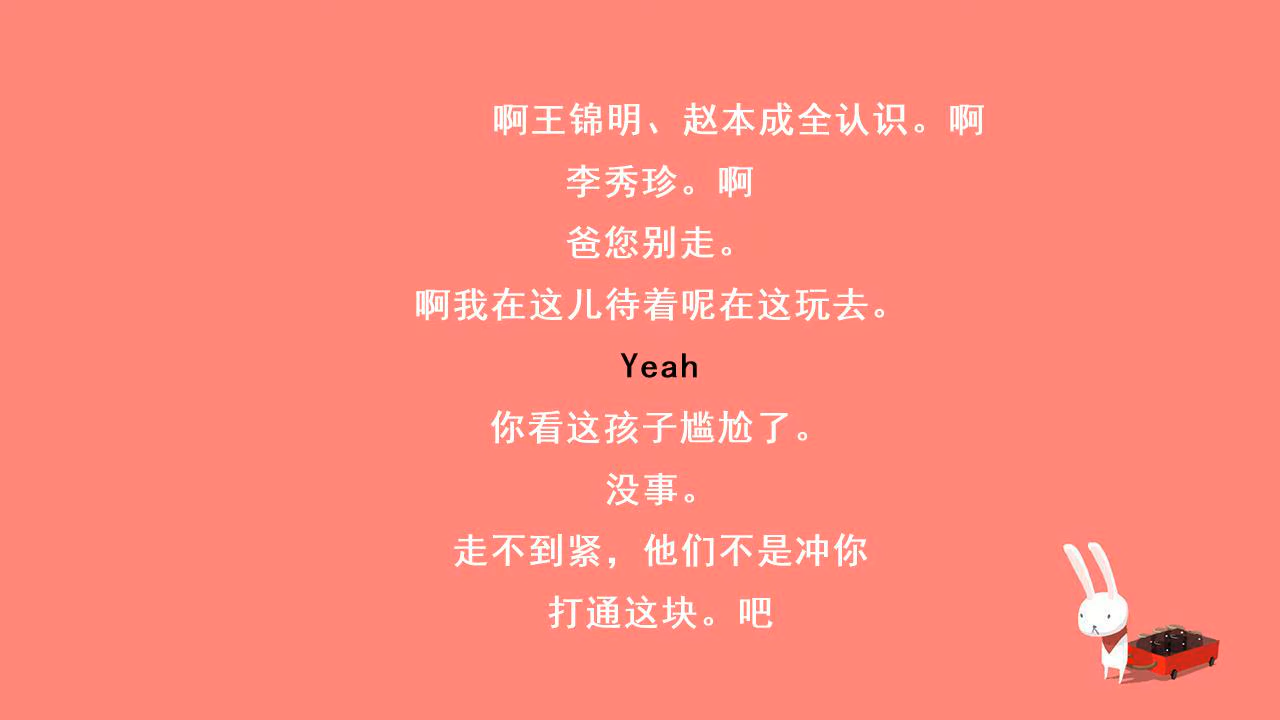 啊王锦明、赵本成全认识。啊
李秀珍。啊
爸您别走。
啊我在这儿待着呢在这玩去。
Yeah
你看这孩子尴尬了。
没事。
走不到紧，他们不是冲你
打通这块。吧